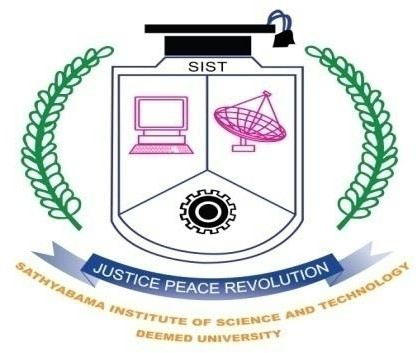 SIST
JUSTICE PEACE REVOLUTION
SATHYABAMA INSTITUTE OF SCIENCE AND TECHNOLOGY
DEEMED UNIVERSITY